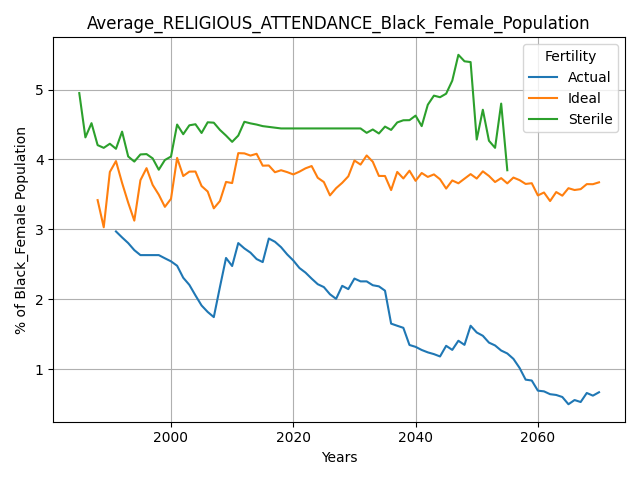 Average_RELIGIOUS_ATTENDANCE_Black_Female_Population
Fertility
Actual
Ideal
Sterile
% of Black_Female Population
5
4
3
2
1
2000 2020 2040 2060
Years